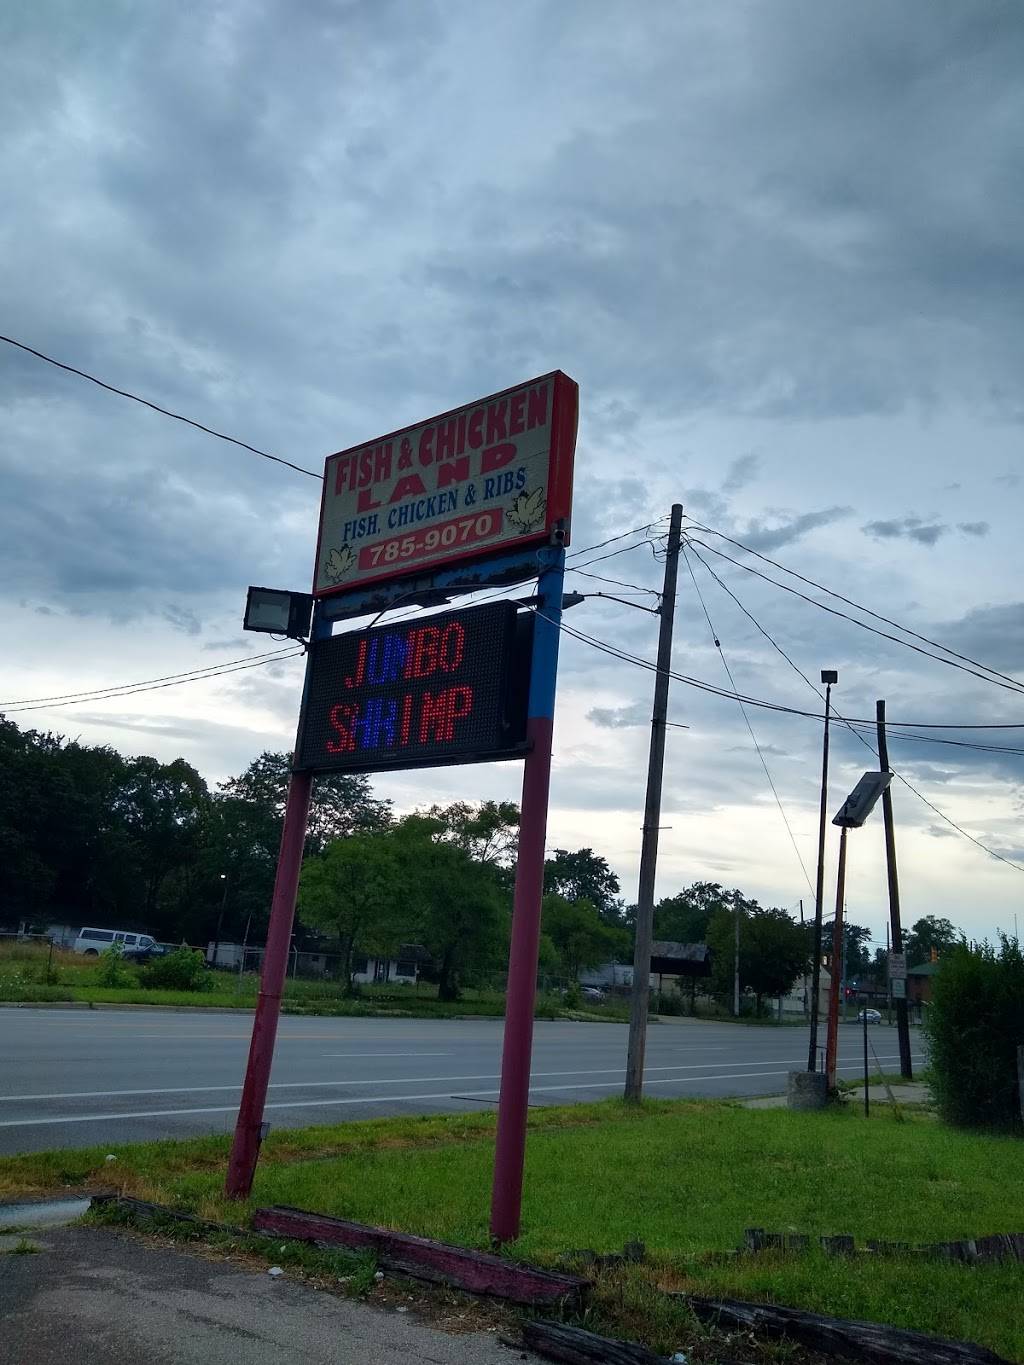 FISH & CHICKEN
LAND
FISH, CHICKEN & RIBS
785-9070
JUMBO
SHRIMP